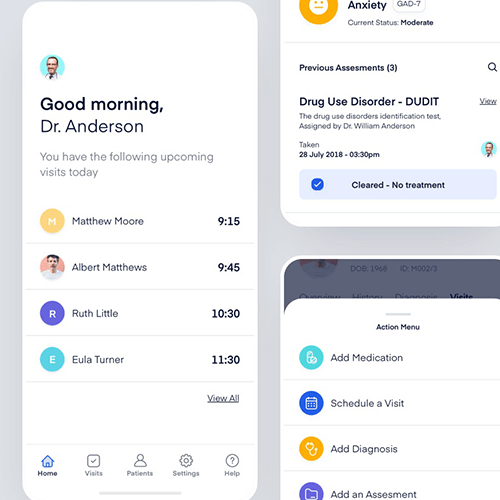 Good morning,
Dr. Anderson
You have the following upcoming
visits today
M
Matthew Moore
9:15
Albert Matthews
9:45
R
Ruth Little
10:30
E
Eula Turner
11:30
View All
Home
Visits
Patients
Settings
Help
Anxiety
GAD-7
Current Status: Moderate
Previous Assesments (3)
Drug Use Disorder - DUDIT
View
The drug use disorders identification test,
Assigned by Dr. William Anderson
Taken
28 July 2018 - 03:30pm
Cleared - No treatment
DOB: 1968
ID: M002/3
Overview
History
Diagnosis
Visits
Action Menu
Add Medication
Schedule a Visit
Add Diagnosis
Add an Assesment